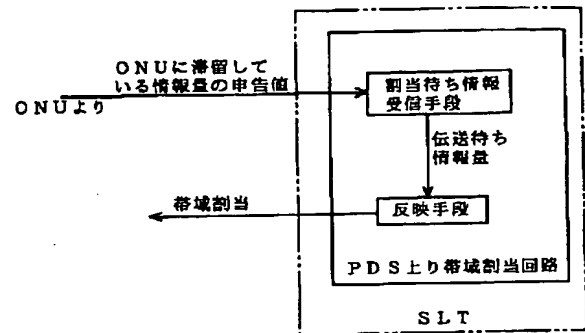 ONUに滞留して
いる情報量の申告値
ONUより
割当待ち情報
受信手段
伝送待ち
情報量
帯域割当
反映手段
PDS上り帯域割当回路
SLT